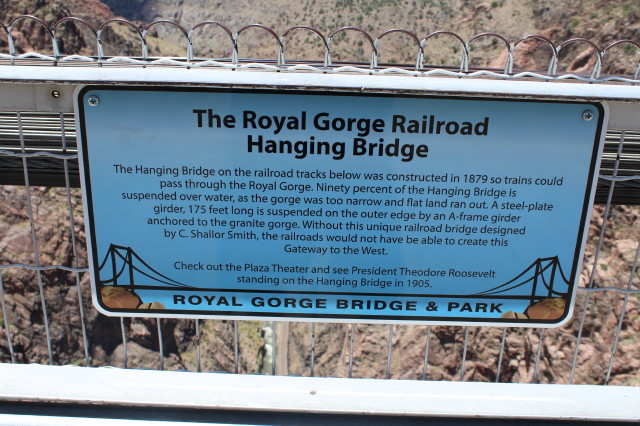 The Royal Gorge Railroad
Hanging Bridge
The Hanging Bridge on the railroad tracks below was constructed in 1879 so trains could
pass through the Royal Gorge. Ninety percent of the Hanging Bridge is
suspended over water, as the gorge was too narrow and flat land ran out. A steel-plate
girder, 175 feet long is suspended on the outer edge by an A-frame girder
anchored to the granite gorge. Without this unique railroad bridge designed
by C. Shallor Smith, the railroads would not have be able to create this
Gateway to the West.
Check out the Plaza Theater and see President Theodore Roosevelt
standing on the Hanging Bridge in 1905.
ROYAL GORGE BRIDGE & PARK